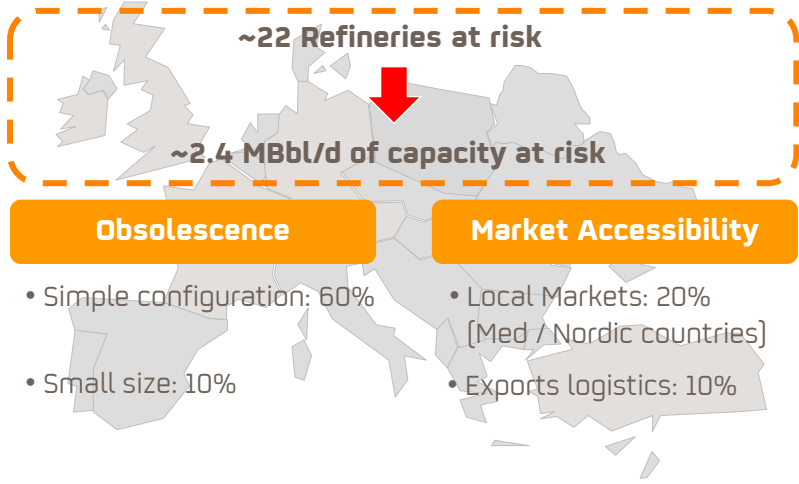 ~22 Refineries at risk
~2.4 MBbl/d of capacity at risk
Obsolescence
• Simple configuration: 60%
• Small size: 10%
Market Accessibility
• Local Markets: 20%
(Med / Nordic countries)
• Exports logistics: 10%